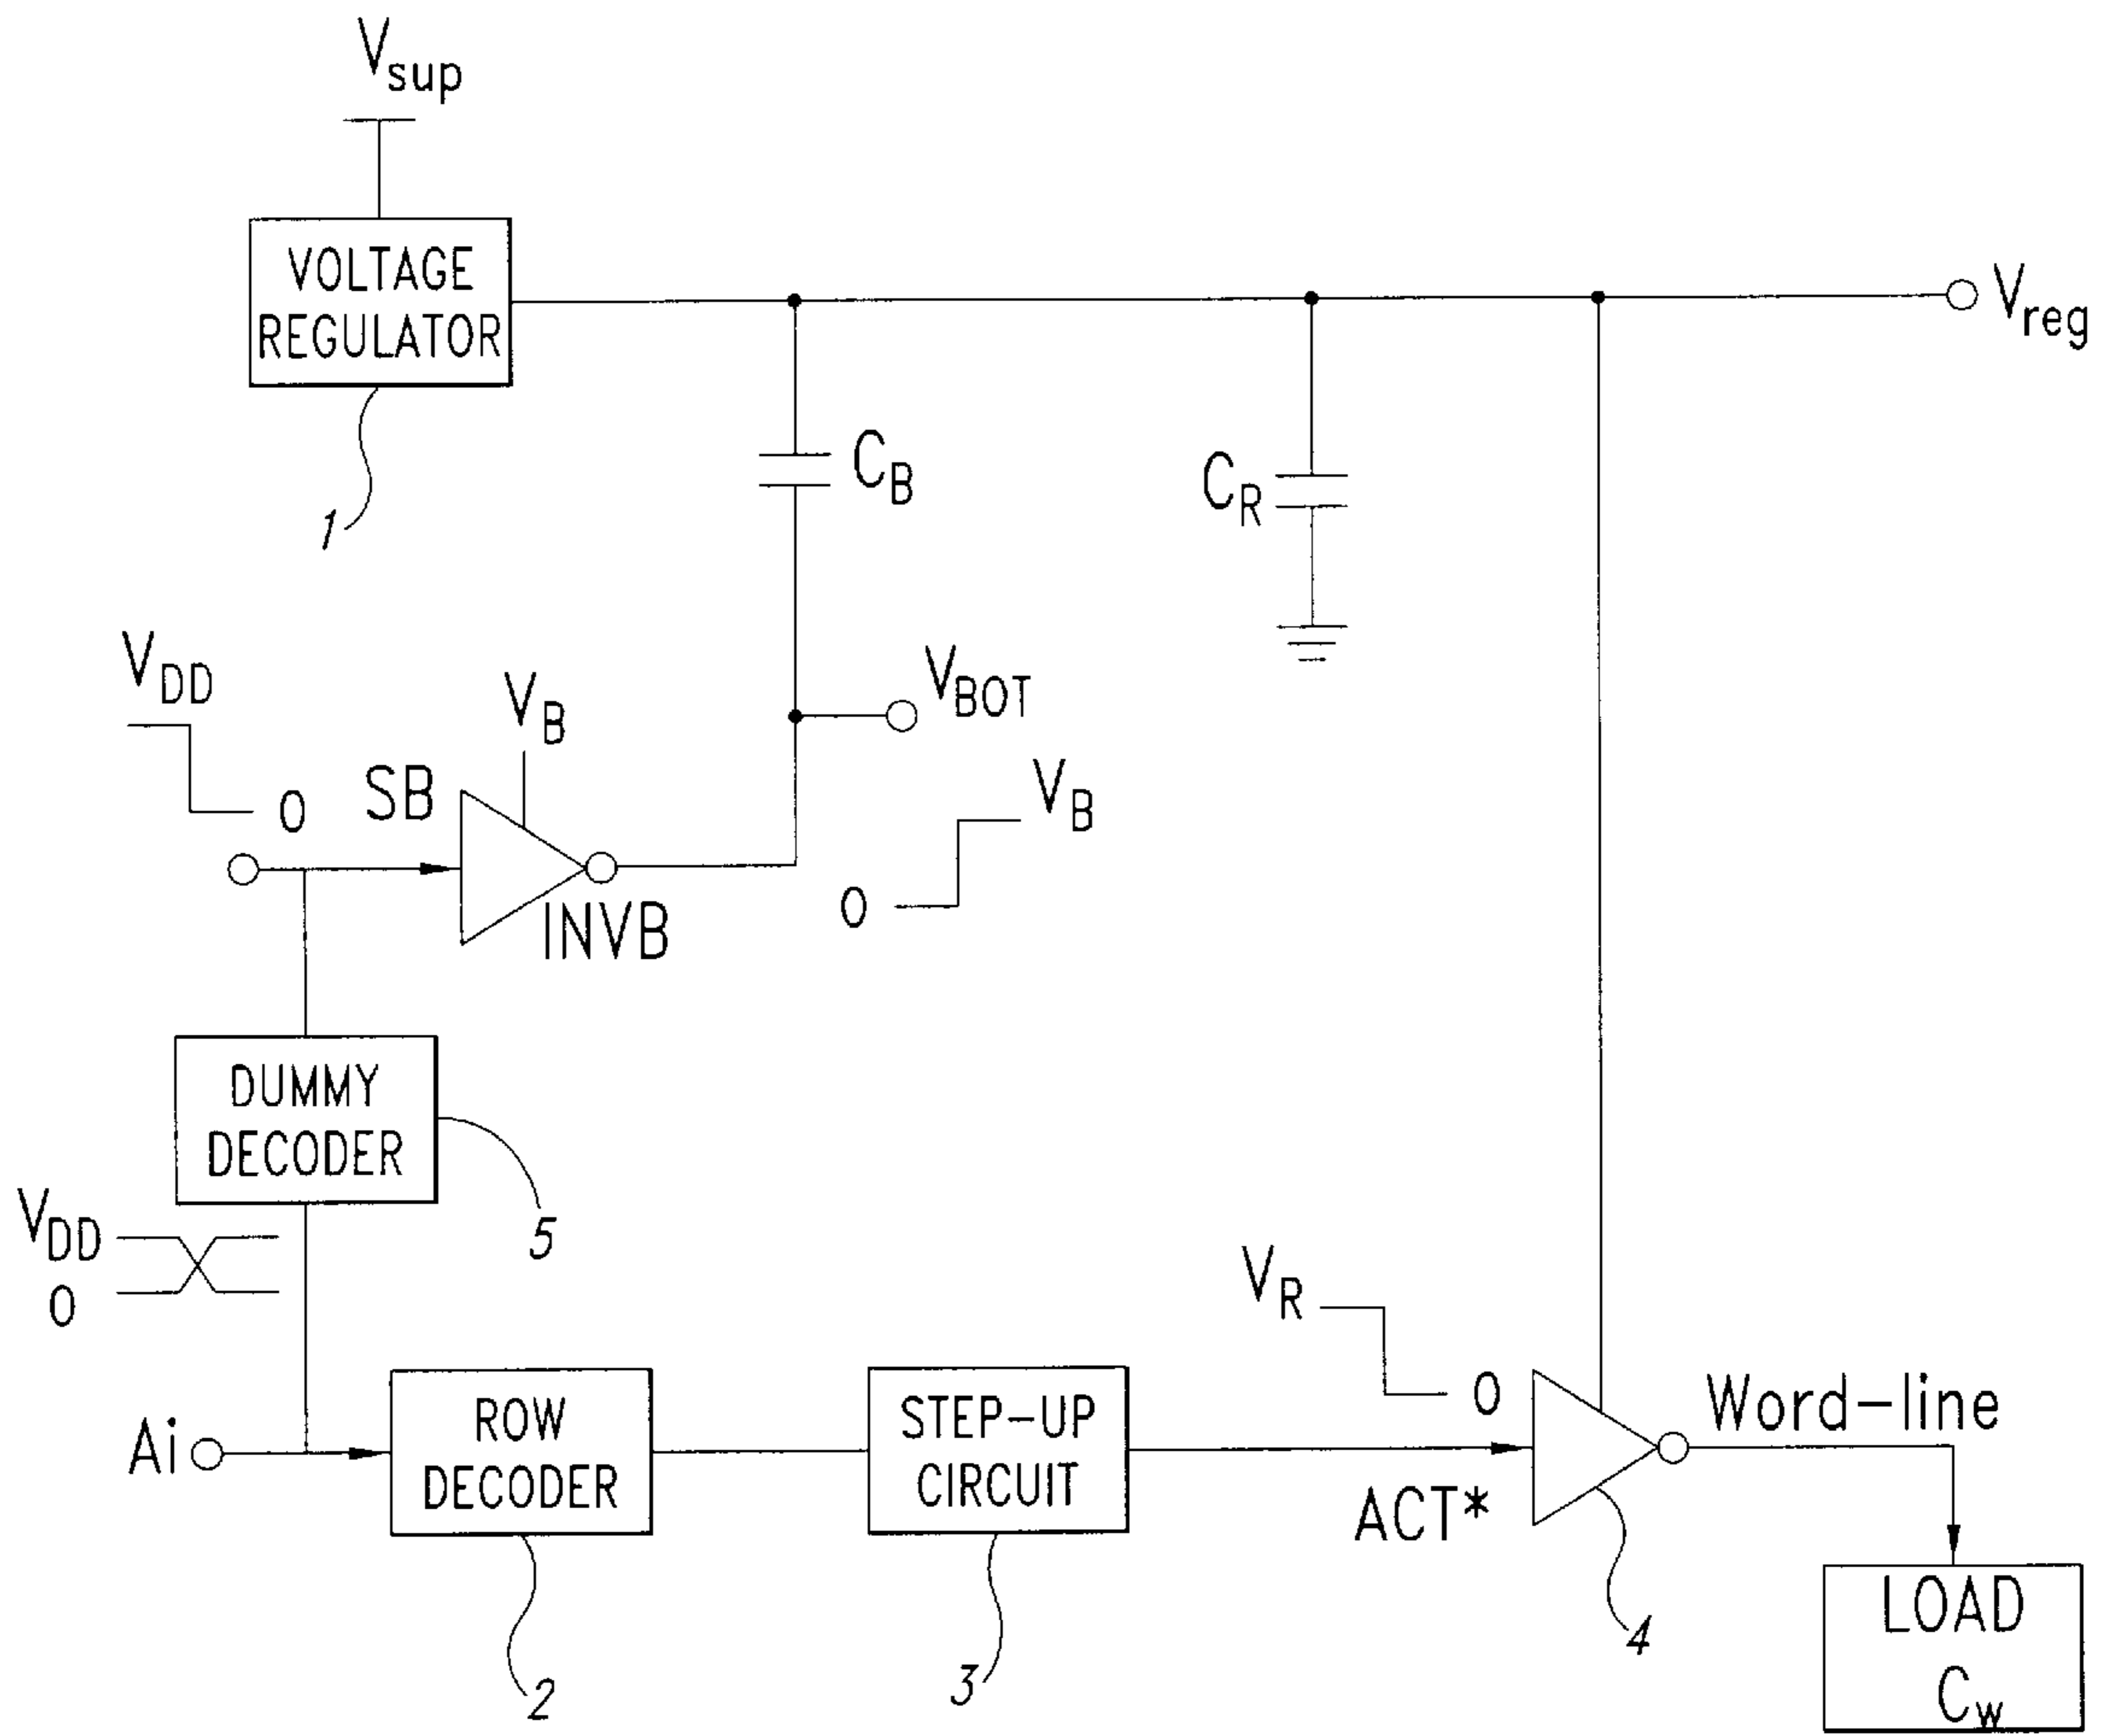 Vsup
VOLTAGE
REGULATOR
Vreg
1
CB
CR
VDD
0
SB
VB
VBOT
INVB
0
VB
DUMMY
DECODER
5
VDD
0
Ai
ROW
DECODER
2
STEP-UP
CIRCUIT
3
VR
0
ACT*
4
Word-line
LOAD
Cw